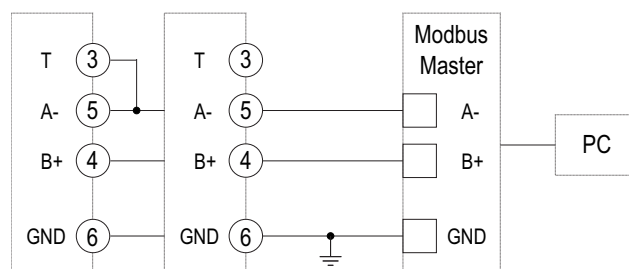 T 3
A- 5
B+ 4
GND 6
T 3
A- 5
B+ 4
GND 6
Modbus
Master
A-
B+
GND
PC